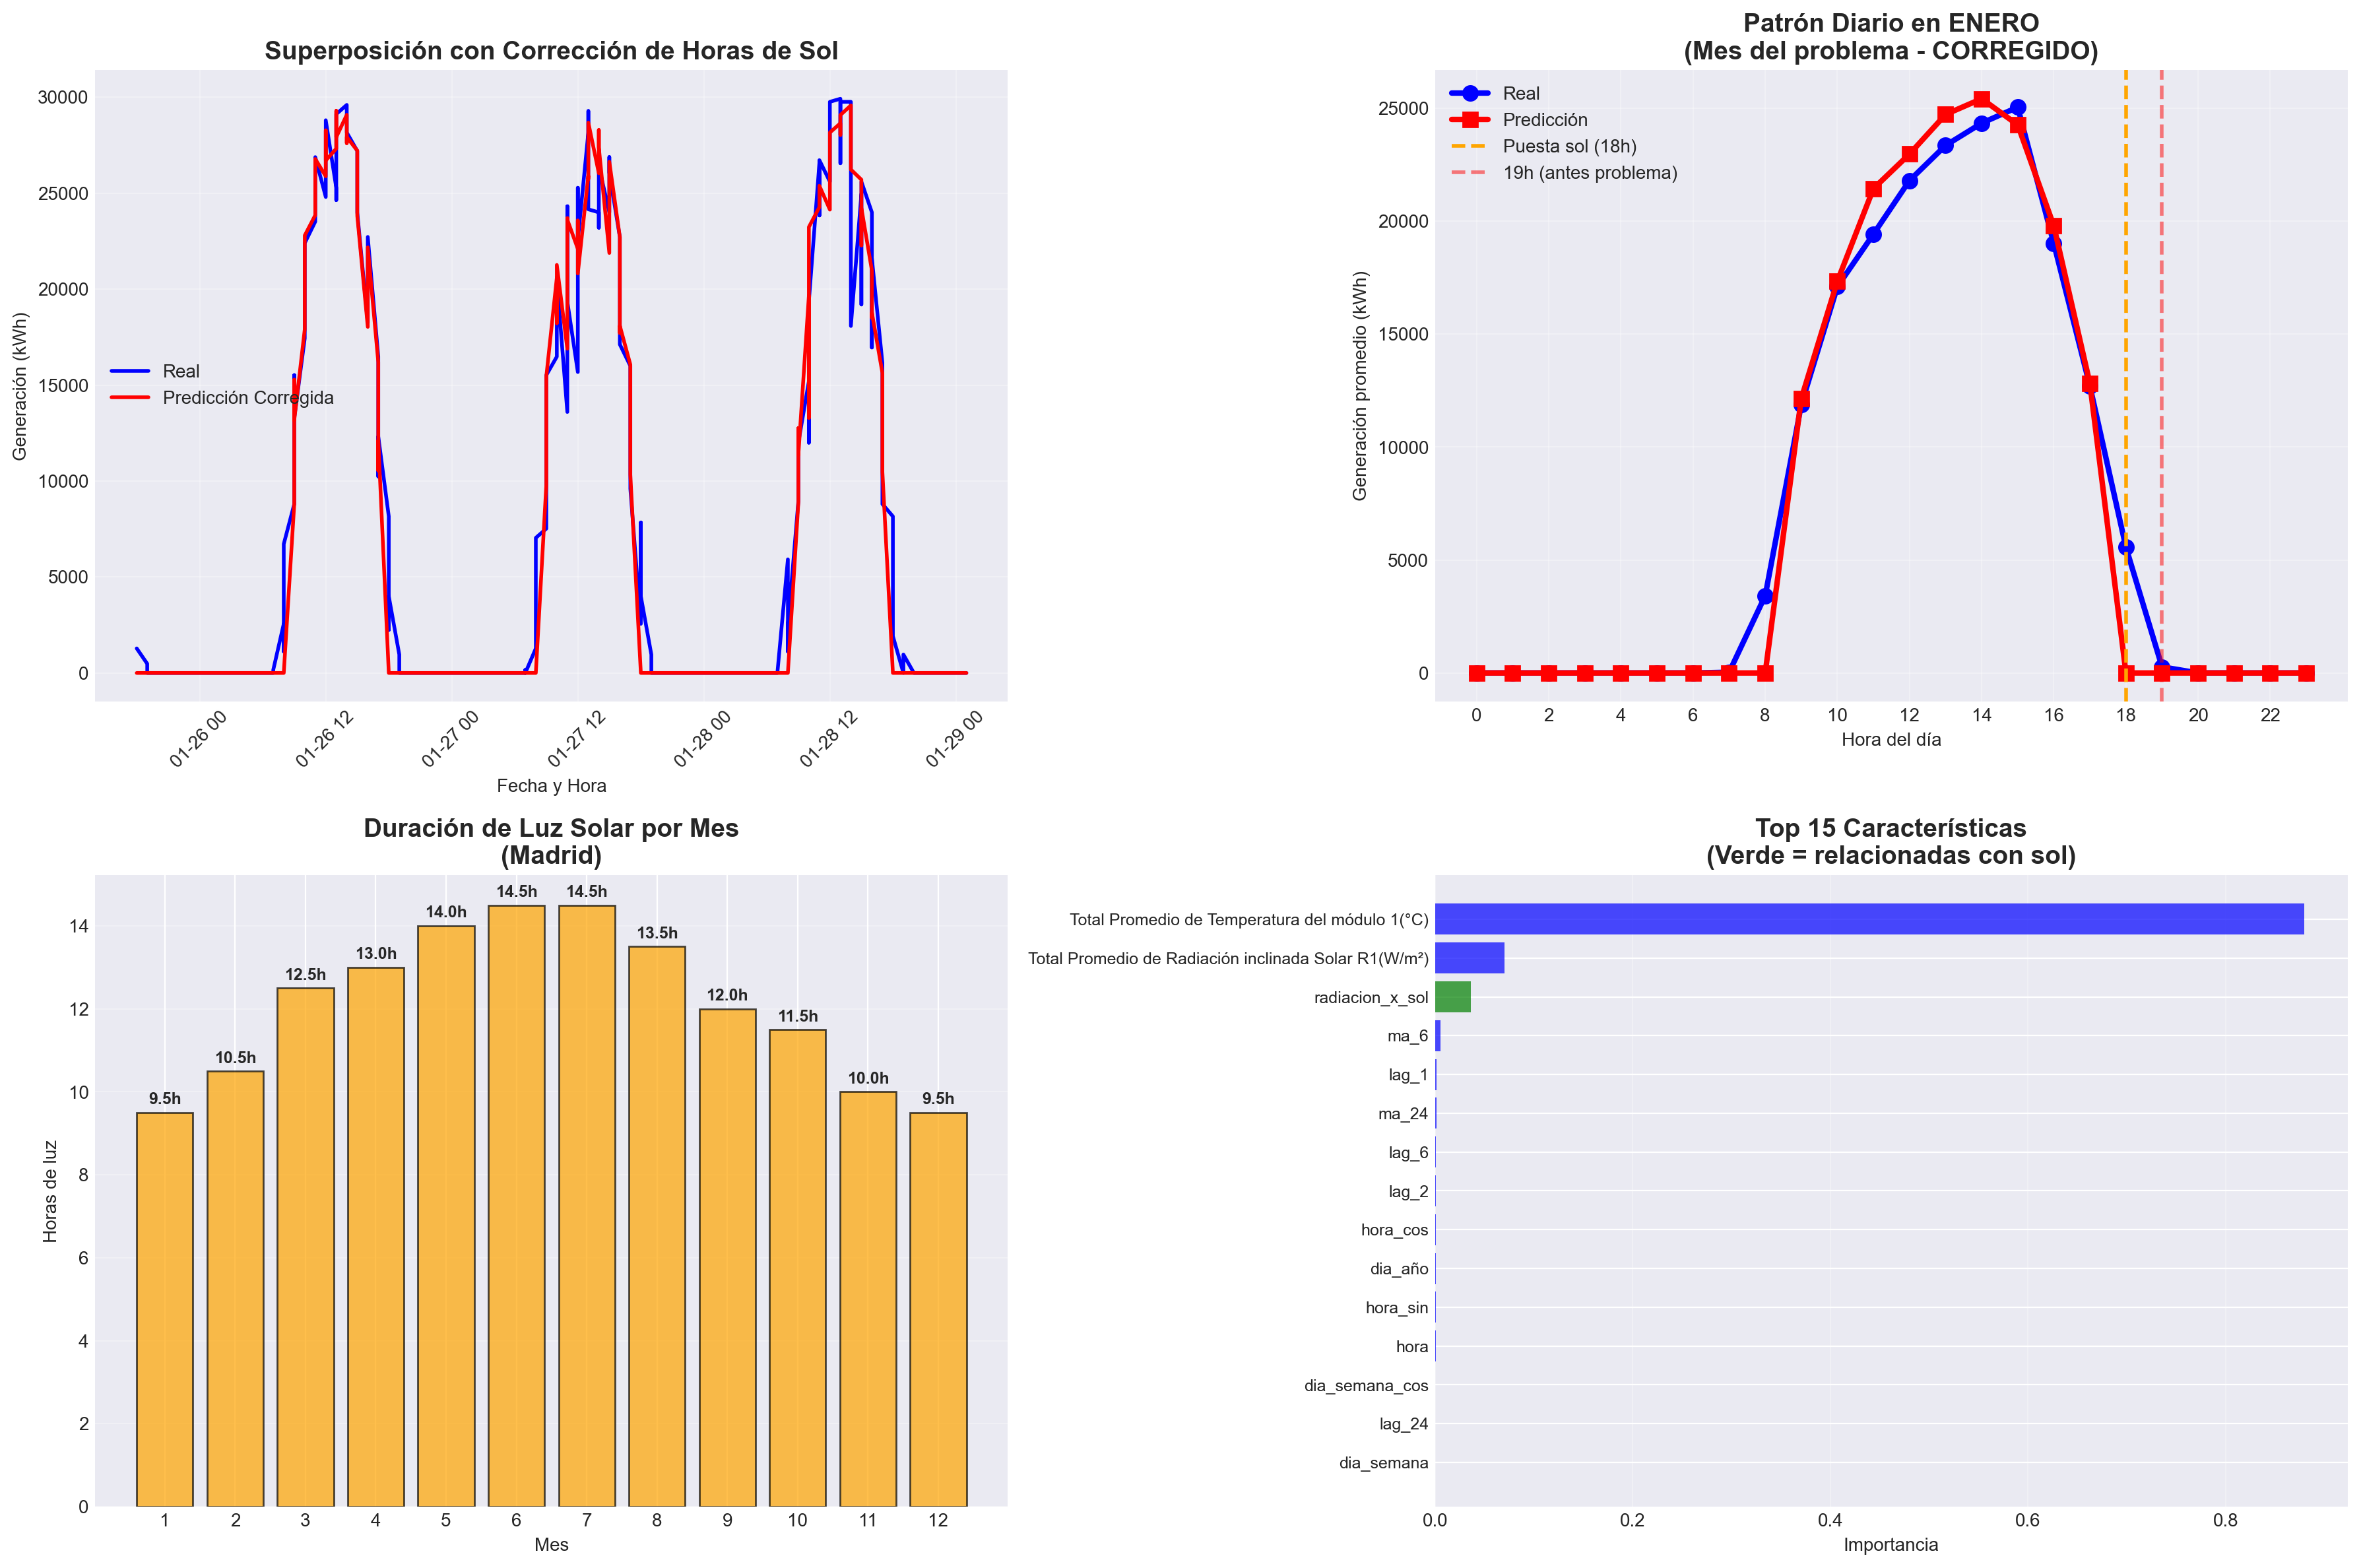 Superposición con Corrección de Horas de Sol
Generación (kWh)
30000
25000
20000
15000
10000
5000
0
Real
Predicción Corregida
01-26 00
01-26 12
01-27 00
01-27 12
01-28 00
01-28 12
01-29 00
Fecha y Hora
Patrón Diario en ENERO
(Mes del problema - CORREGIDO)
Generación promedio (kWh)
25000
20000
15000
10000
5000
0
Real
Predicción
Puesta sol (18h)
19h (antes problema)
0 2 4 6 8 10 12 14 16 18 20 22
Hora del día
Duración de Luz Solar por Mes
(Madrid)
Horas de luz
14
12
10
8
6
4
2
0
9.5h
10.5h
12.5h
13.0h
14.0h
14.5h
14.5h
13.5h
12.0h
11.5h
10.0h
9.5h
1 2 3 4 5 6 7 8 9 10 11 12
Mes
Top 15 Características
(Verde = relacionadas con sol)
Total Promedio de Temperatura del módulo 1(°C)
Total Promedio de Radiación inclinada Solar R1(W/m²)
radiacion_x_sol
ma_6
lag_1
ma_24
lag_6
lag_2
hora_cos
dia_año
hora_sin
hora
dia_semana_cos
lag_24
dia_semana
0.0 0.2 0.4 0.6 0.8
Importancia